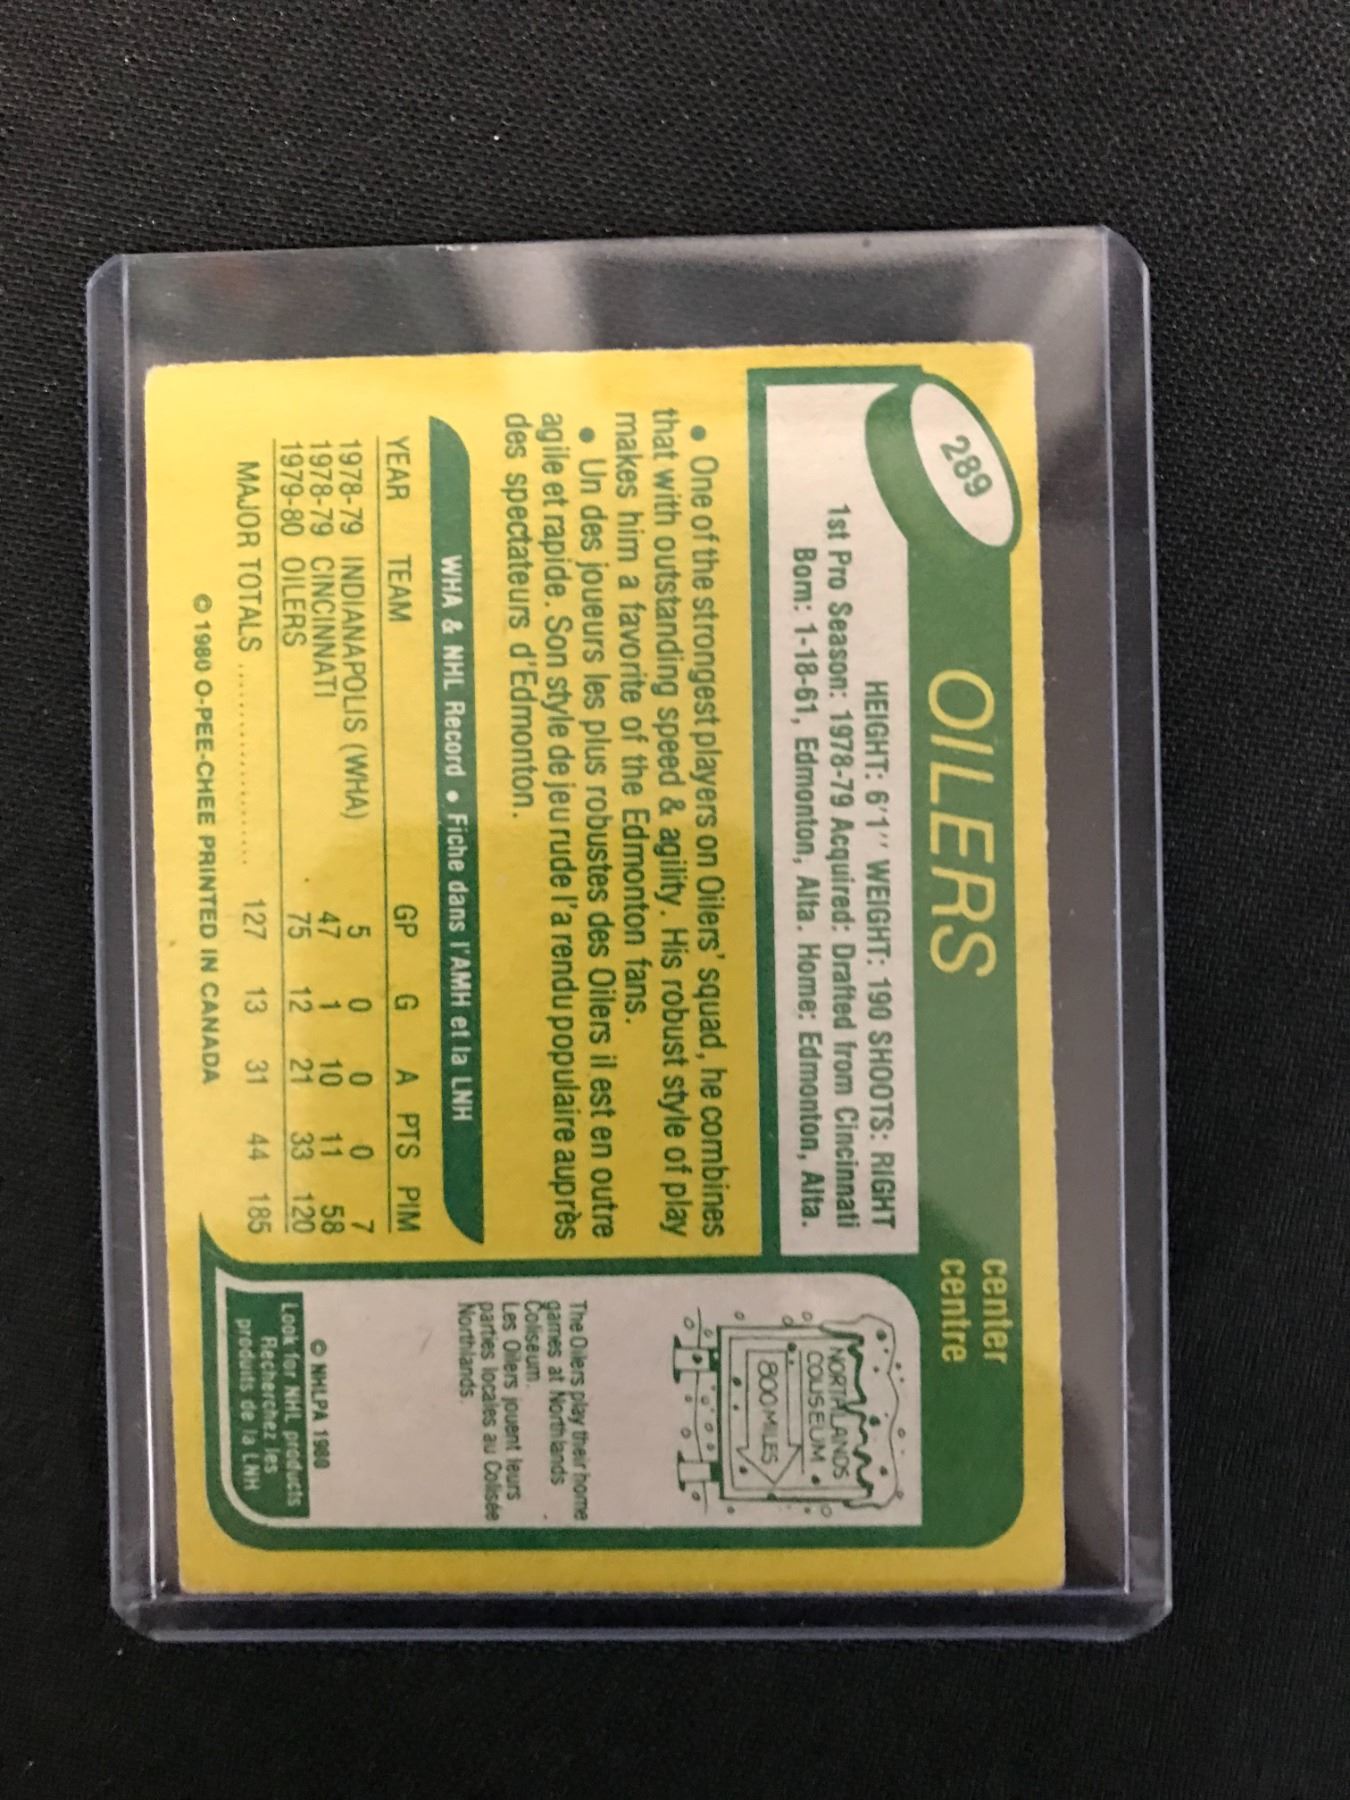 289
OILERS
center
centre
HEIGHT: 6'1'' WEIGHT: 190 SHOOTS: RIGHT
1st Pro Season: 1978-79 Acquired: Drafted from Cincinnati
Born: 1-18-61, Edmonton, Alta. Home: Edmonton, Alta.
• One of the strongest players on Oilers' squad, he combines
that with outstanding speed & agility. His robust style of play
makes him a favorite of the Edmonton fans.
• Un des joueurs les plus robustes des Oilers il est en outre
agile et rapide. Son style de jeu rude l'a rendu populaire auprès
des spectateurs d'Edmonton.
WHA & NHL Record • Fiche dans l'AMH et la LNH
YEAR TEAM GP G A PTS PIM
1978-79 INDIANAPOLIS (WHA) 5 0 0 0 7
1978-79 CINCINNATI 47 1 10 11 58
1979-80 OILERS 75 12 21 33 120
MAJOR TOTALS ................ 127 13 31 44 185
© 1980 O-PEE-CHEE PRINTED IN CANADA
NORTHLANDS
COLISEUM
800 MILES
The Oilers play their home
games at Northlands
Coliseum.
Les Oilers jouent leurs
parties locales au Colisée
Northlands.
© NHLPA 1980
Look for NHL products
Recherchez les
produits de la LNH